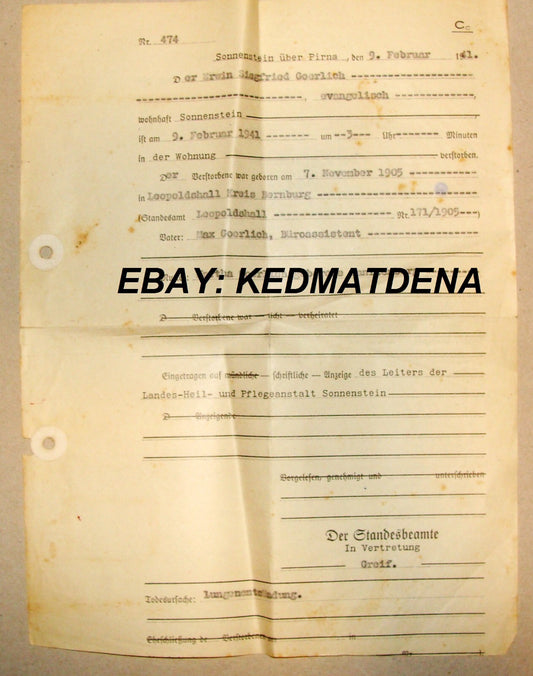 Cc
Nr. 474
Sonnenstein über Pirna, den 9. Februar 1941.
Der Erwin Siegfried Goerlich
evangelisch
wohnhaft Sonnenstein
ist am 9. Februar 1941 um 3 Uhr Minuten
in der Wohnung verstorben.
Der Verstorbene war geboren am 7. November 1905
in Leopoldshall Kreis Bernburg
(Standesamt Leopoldshall Nr. 171/1905)
Vater: Max Goerlich, Büroassistent
EBAY: KEDMATDENA
D Verstorbene war — nicht — verheiratet
Eingetragen auf mündliche — schriftliche — Anzeige des Leiters der
Landes-Heil- und Pflegeanstalt Sonnenstein
D Anzeigende
Vorgelesen, genehmigt und unterschrieben
Der Standesbeamte
In Vertretung
Greif.
Todesursache: Lungenentzündung.
Eheschließung de Verstorbenen in
Nr.